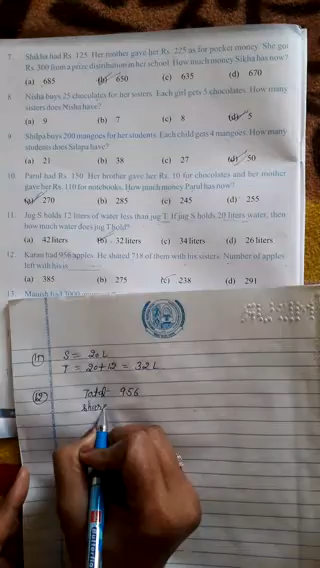 7 Shikha had Rs. 125. Her mother gave her Rs. 225 as for pocket money. She got
Rs. 300 from a prize distribution in her school. How much money Sikha has now?
(a) 685 (b) 650 (c) 635 (d) 670
8 Nisha buys 25 chocolates for her sisters. Each girl gets 5 chocolates. How many
sisters does Nisha have?
(a) 9 (b) 7 (c) 8 (d) 5
9 Shilpa buys 200 mangoes for her students. Each child gets 4 mangoes. How many
students does Silapa have?
(a) 21 (b) 38 (c) 27 (d) 50
10 Parul had Rs. 150. Her brother gave her Rs. 10 for chocolates and her mother
gave her Rs. 110 for notebooks. How much money Parul has now?
(a) 270 (b) 285 (c) 245 (d) 255
11. Jug S holds 12 liters of water less than jug T. If jug S holds 20 liters water, then
how much water does jug T hold?
(a) 42 liters (b) 32 liters (c) 34 liters (d) 26 liters
12. Katan had 956 apples. He shared 718 of them with his sisters. Number of apples
left with his is
(a) 385 (b) 275 (c) 238 (d) 291
13.
(11) S = 20 L
T = 20+12 = 32 L
(12) Total- 956